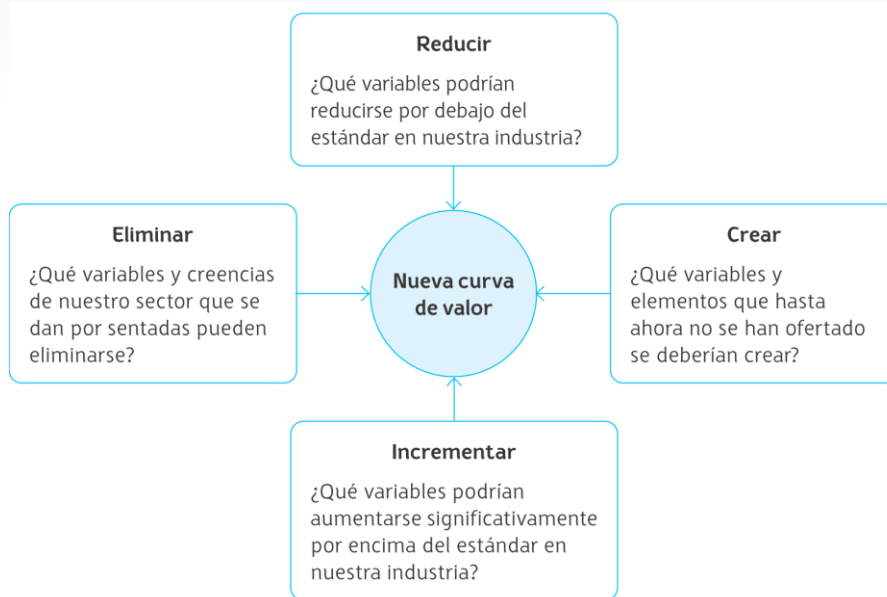 Reducir
¿Qué variables podrían
reducirse por debajo del
estándar en nuestra industria?
Eliminar
¿Qué variables y creencias
de nuestro sector que se
dan por sentadas pueden
eliminarse?
Nueva curva
de valor
Crear
¿Qué variables y
elementos que hasta
ahora no se han ofertado
se deberían crear?
Incrementar
¿Qué variables podrían
aumentarse significativamente
por encima del estándar en
nuestra industria?